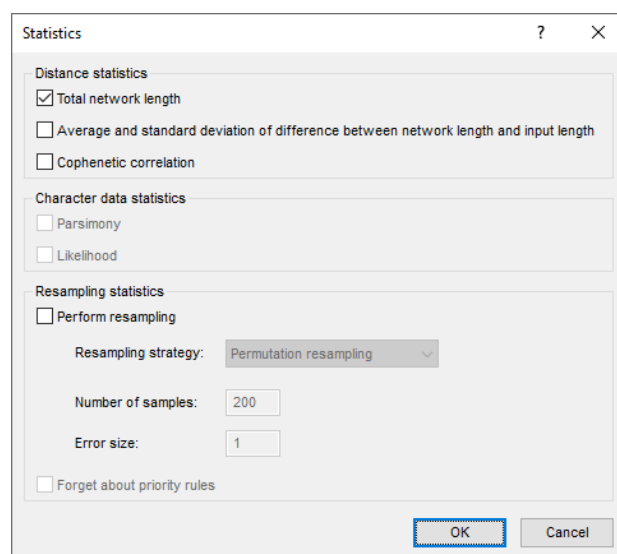 Statistics
?
Distance statistics
Total network length
Average and standard deviation of difference between network length and input length
Cophenetic correlation
Character data statistics
Parsimony
Likelihood
Resampling statistics
Perform resampling
Resampling strategy: Permutation resampling
Number of samples: 200
Error size: 1
Forget about priority rules
OK Cancel